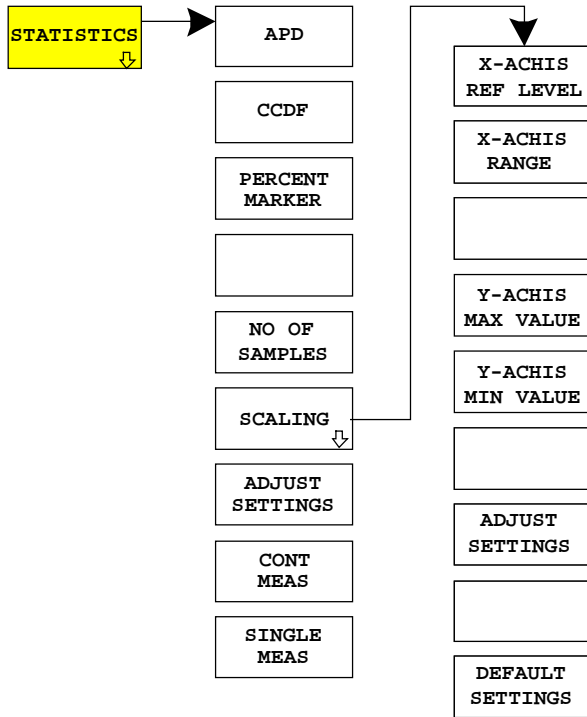 STATISTICS
APD
CCDF
PERCENT
MARKER
NO OF
SAMPLES
SCALING
ADJUST
SETTINGS
CONT
MEAS
SINGLE
MEAS
X-ACHIS
REF LEVEL
X-ACHIS
RANGE
Y-ACHIS
MAX VALUE
Y-ACHIS
MIN VALUE
ADJUST
SETTINGS
DEFAULT
SETTINGS